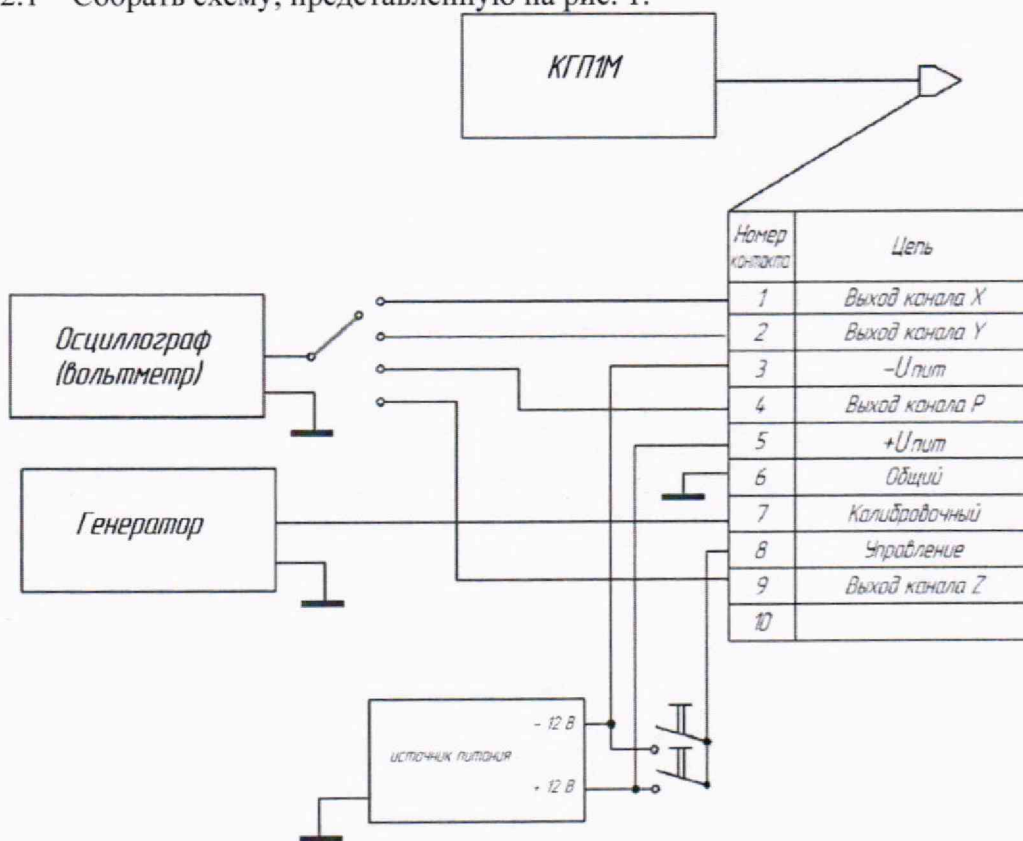 2.1 Собрать схему, представленную на рис. 1.
КГП1М
Номер контакта
Цепь
1 Выход канала X
2 Выход канала Y
3 -Uпит
4 Выход канала P
5 +Uпит
6 Общий
7 Калибровочный
8 Управление
9 Выход канала Z
10
Осциллограф
(вольтметр)
Генератор
- 12 В
источник питания
+ 12 В